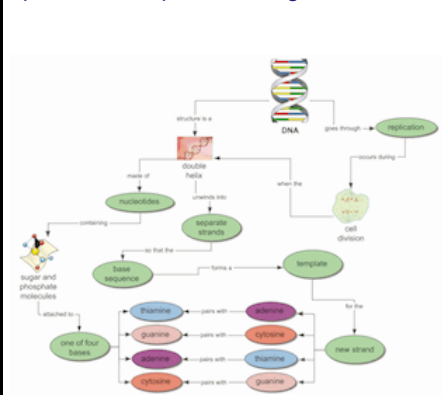 DNA
structure is a
goes through
replication
double
helix
occurs during
made of
unwinds into
when the
nucleotides
cell
division
containing
separate
strands
so that the
sugar and
phosphate
molecules
base
sequence
forms a
template
attached to
for the
one of four
bases
thiamine
pairs with
adenine
guanine
pairs with
cytosine
adenine
pairs with
thiamine
cytosine
pairs with
guanine
new strand